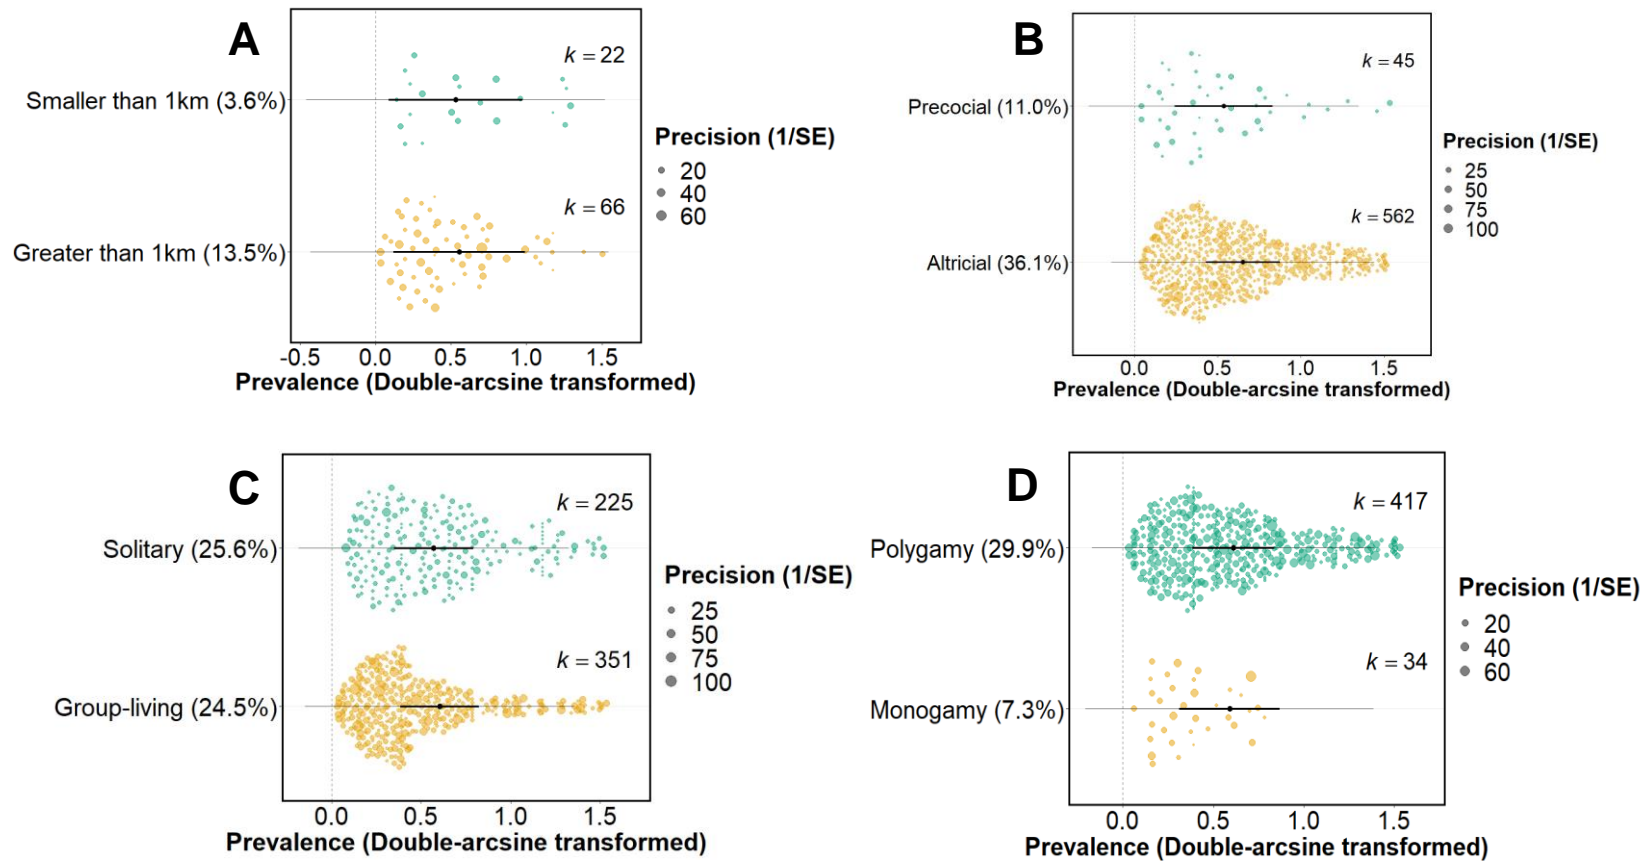 A
k = 22
Smaller than 1km (3.6%)
k = 66
Greater than 1km (13.5%)
Precision (1/SE)
20
40
60
-0.5 0.0 0.5 1.0 1.5
Prevalence (Double-arcsine transformed)
B
k = 45
Precocial (11.0%)
k = 562
Altricial (36.1%)
Precision (1/SE)
25
50
75
100
0.0 0.5 1.0 1.5
Prevalence (Double-arcsine transformed)
C
k = 225
Solitary (25.6%)
k = 351
Group-living (24.5%)
Precision (1/SE)
25
50
75
100
0.0 0.5 1.0 1.5
Prevalence (Double-arcsine transformed)
D
k = 417
Polygamy (29.9%)
k = 34
Monogamy (7.3%)
Precision (1/SE)
20
40
60
0.0 0.5 1.0 1.5
Prevalence (Double-arcsine transformed)